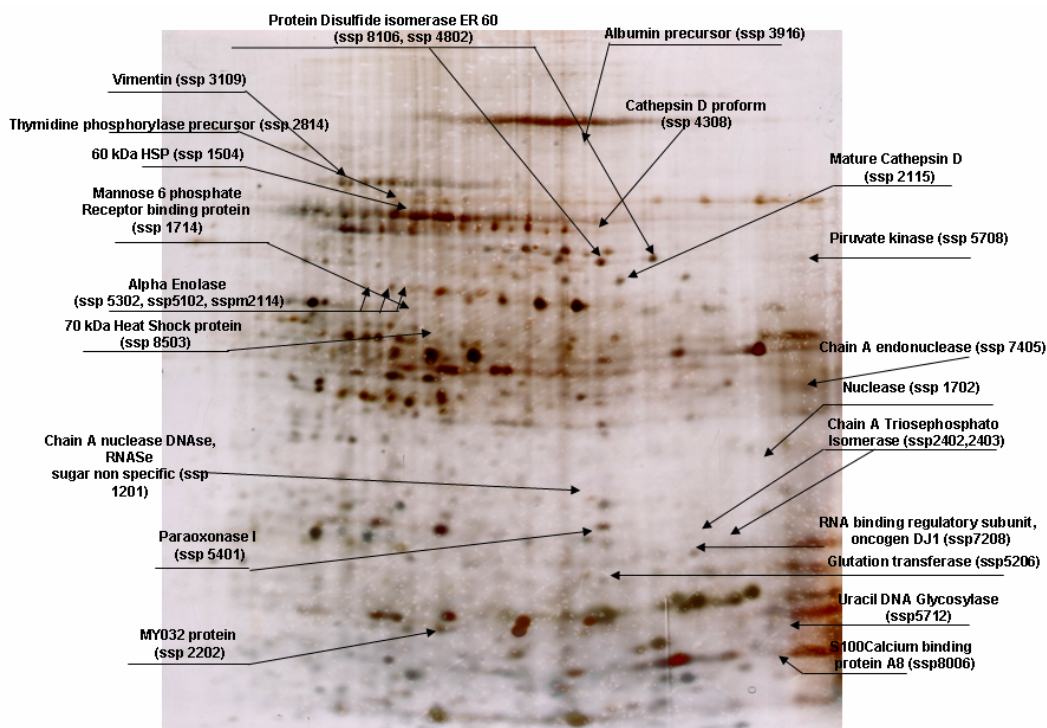 Protein Disulfide isomerase ER 60
(ssp 8106, ssp 4802)
Albumin precursor (ssp 3916)
Vimentin (ssp 3109)
Cathepsin D proform
(ssp 4308)
Thymidine phosphorylase precursor (ssp 2814)
60 kDa HSP (ssp 1504)
Mature Cathepsin D
(ssp 2115)
Mannose 6 phosphate
Receptor binding protein
(ssp 1714)
Piruvate kinase (ssp 5708)
Alpha Enolase
(ssp 5302, ssp5102, sspm2114)
70 kDa Heat Shock protein
(ssp 8503)
Chain A endonuclease (ssp 7405)
Nuclease (ssp 1702)
Chain A Triosephosphato
Isomerase (ssp2402,2403)
Chain A nuclease DNAse,
RNASe
sugar non specific (ssp
1201)
RNA binding regulatory subunit,
oncogen DJ1 (ssp7208)
Paraoxonase I
(ssp 5401)
Glutation transferase (ssp5206)
Uracil DNA Glycosylase
(ssp5712)
MY032 protein
(ssp 2202)
S100Calcium binding
protein A8 (ssp8006)